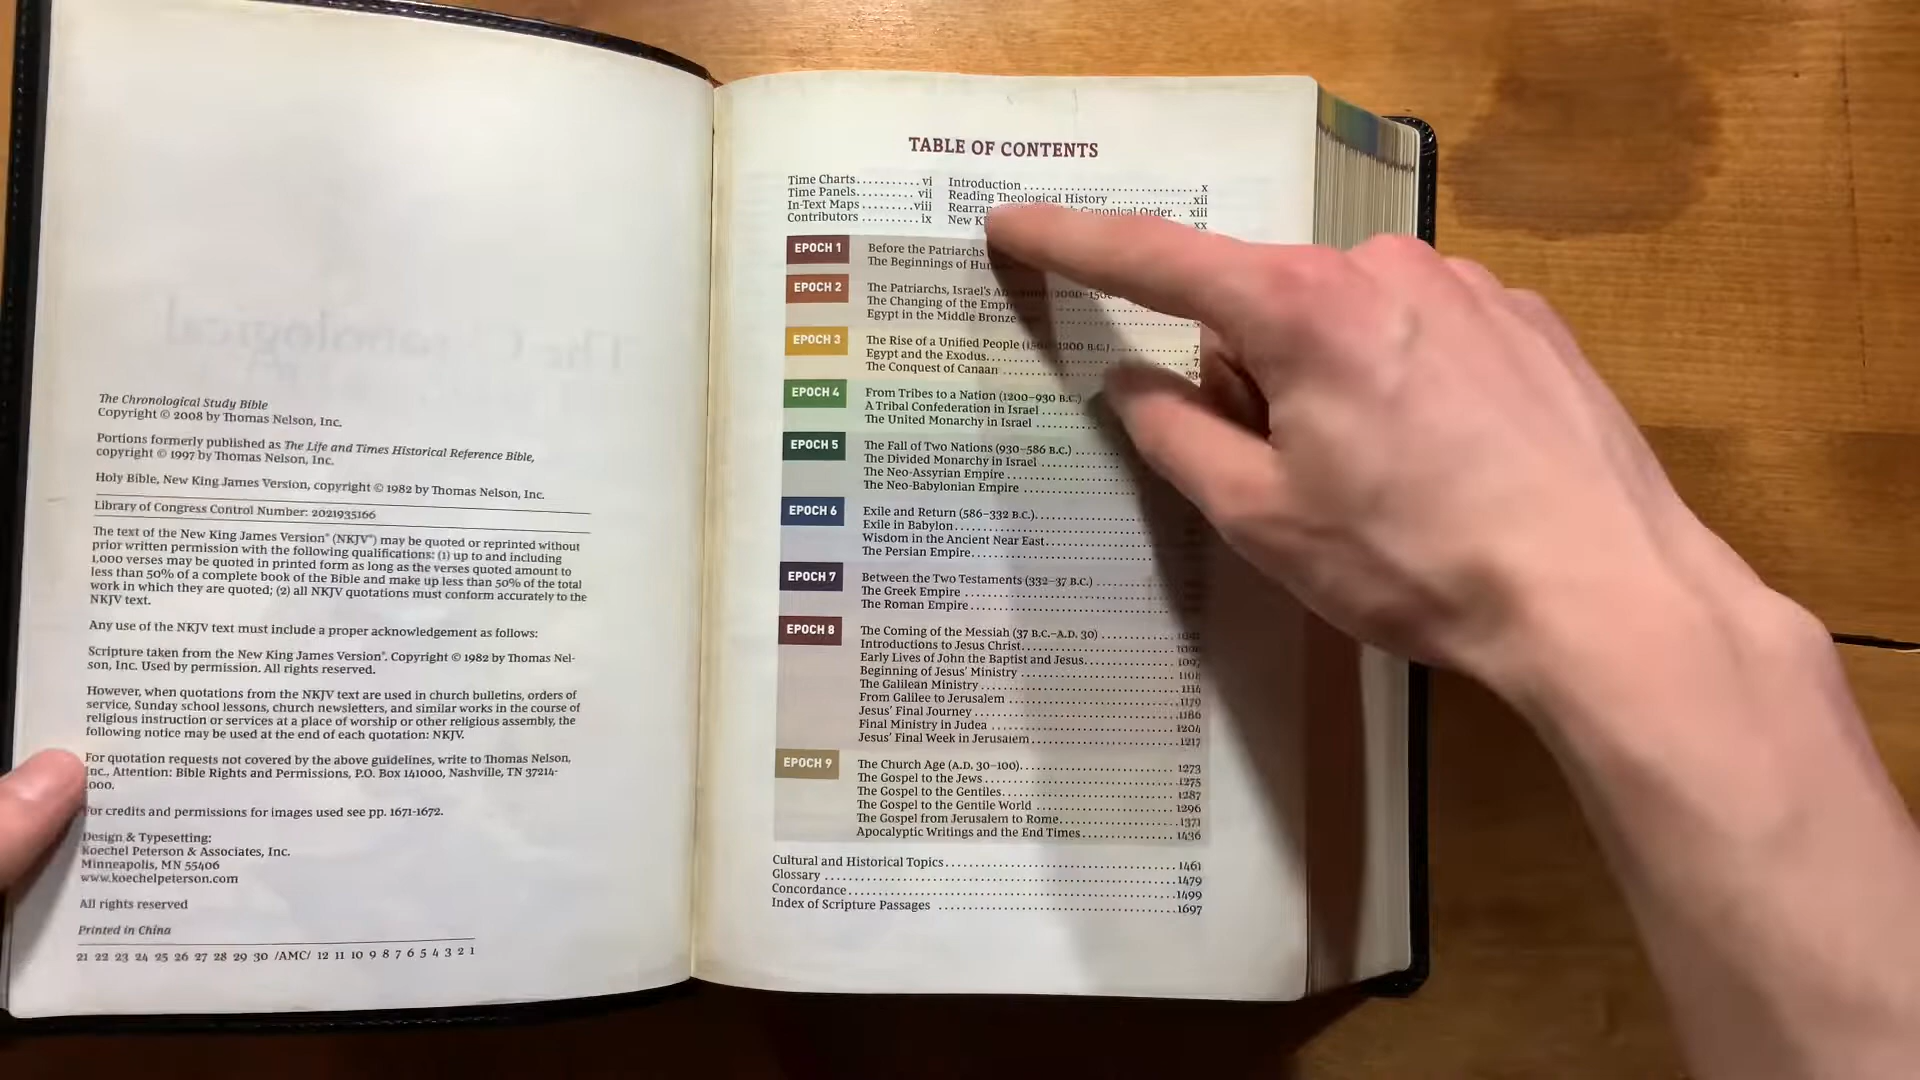 The Chronological Study Bible
Copyright © 2008 by Thomas Nelson, Inc.
Portions formerly published as The Life and Times Historical Reference Bible,
copyright © 1997 by Thomas Nelson, Inc.
Holy Bible, New King James Version, copyright © 1982 by Thomas Nelson, Inc.
Library of Congress Control Number: 2021935166
The text of the New King James Version® (NKJV®) may be quoted or reprinted without
prior written permission with the following qualifications: (1) up to and including
1,000 verses may be quoted in printed form as long as the verses quoted amount to
less than 50% of a complete book of the Bible and make up less than 50% of the total
work in which they are quoted; (2) all NKJV quotations must conform accurately to the
NKJV text.
Any use of the NKJV text must include a proper acknowledgement as follows:
Scripture taken from the New King James Version®. Copyright © 1982 by Thomas Nel-
son, Inc. Used by permission. All rights reserved.
However, when quotations from the NKJV text are used in church bulletins, orders of
service, Sunday school lessons, church newsletters, and similar works in the course of
religious instruction or services at a place of worship or other religious assembly, the
following notice may be used at the end of each quotation: NKJV.
For quotation requests not covered by the above guidelines, write to Thomas Nelson,
Inc., Attention: Bible Rights and Permissions, P.O. Box 141000, Nashville, TN 37214-
1000.
For credits and permissions for images used see pp. 1671-1672.
Design & Typesetting:
Koechel Peterson & Associates, Inc.
Minneapolis, MN 55406
www.koechelpeterson.com
All rights reserved
Printed in China
21 22 23 24 25 26 27 28 29 30 /AMC/ 12 11 10 9 8 7 6 5 4 3 2 1
TABLE OF CONTENTS
Time Charts.......... vi
Time Panels.......... vii
In-Text Maps ........viii
Contributors .......... ix
Introduction ............................ x
Reading Theological History ............xii
Canonical Order.. xiii
New xx
EPOCH 1 Before the Patriarchs
The Beginnings of
EPOCH 2 The Patriarchs, Israel's
The Changing of the
Egypt in the Middle Bronze
EPOCH 3 The Rise of a Unified People 1200 B.C.)
Egypt and the Exodus
The Conquest of Canaan
EPOCH 4 From Tribes to a Nation (1200–930 B.C.)
A Tribal Confederation in Israel
The United Monarchy in Israel
EPOCH 5 The Fall of Two Nations (930–586 B.C.)
The Divided Monarchy in Israel
The Neo-Assyrian Empire
The Neo-Babylonian Empire
EPOCH 6 Exile and Return (586–332 B.C.)
Exile in Babylon
Wisdom in the Ancient Near East
The Persian Empire
EPOCH 7 Between the Two Testaments (332–37 B.C.)
The Greek Empire
The Roman Empire
EPOCH 8 The Coming of the Messiah (37 B.C.–A.D. 30)
Introductions to Jesus Christ
Early Lives of John the Baptist and Jesus.............. 1097
Beginning of Jesus' Ministry
The Galilean Ministry ............ 1114
From Galilee to Jerusalem ............ 1179
Jesus' Final Journey ............ 1186
Final Ministry in Judea ............ 1204
Jesus' Final Week in Jerusalem ............ 1217
EPOCH 9 The Church Age (A.D. 30–100)............ 1273
The Gospel to the Jews ............ 1275
The Gospel to the Gentiles............ 1287
The Gospel to the Gentile World ............ 1296
The Gospel from Jerusalem to Rome............ 1371
Apocalyptic Writings and the End Times............ 1436
Cultural and Historical Topics............ 1461
Glossary ............ 1479
Concordance............ 1499
Index of Scripture Passages ............ 1697